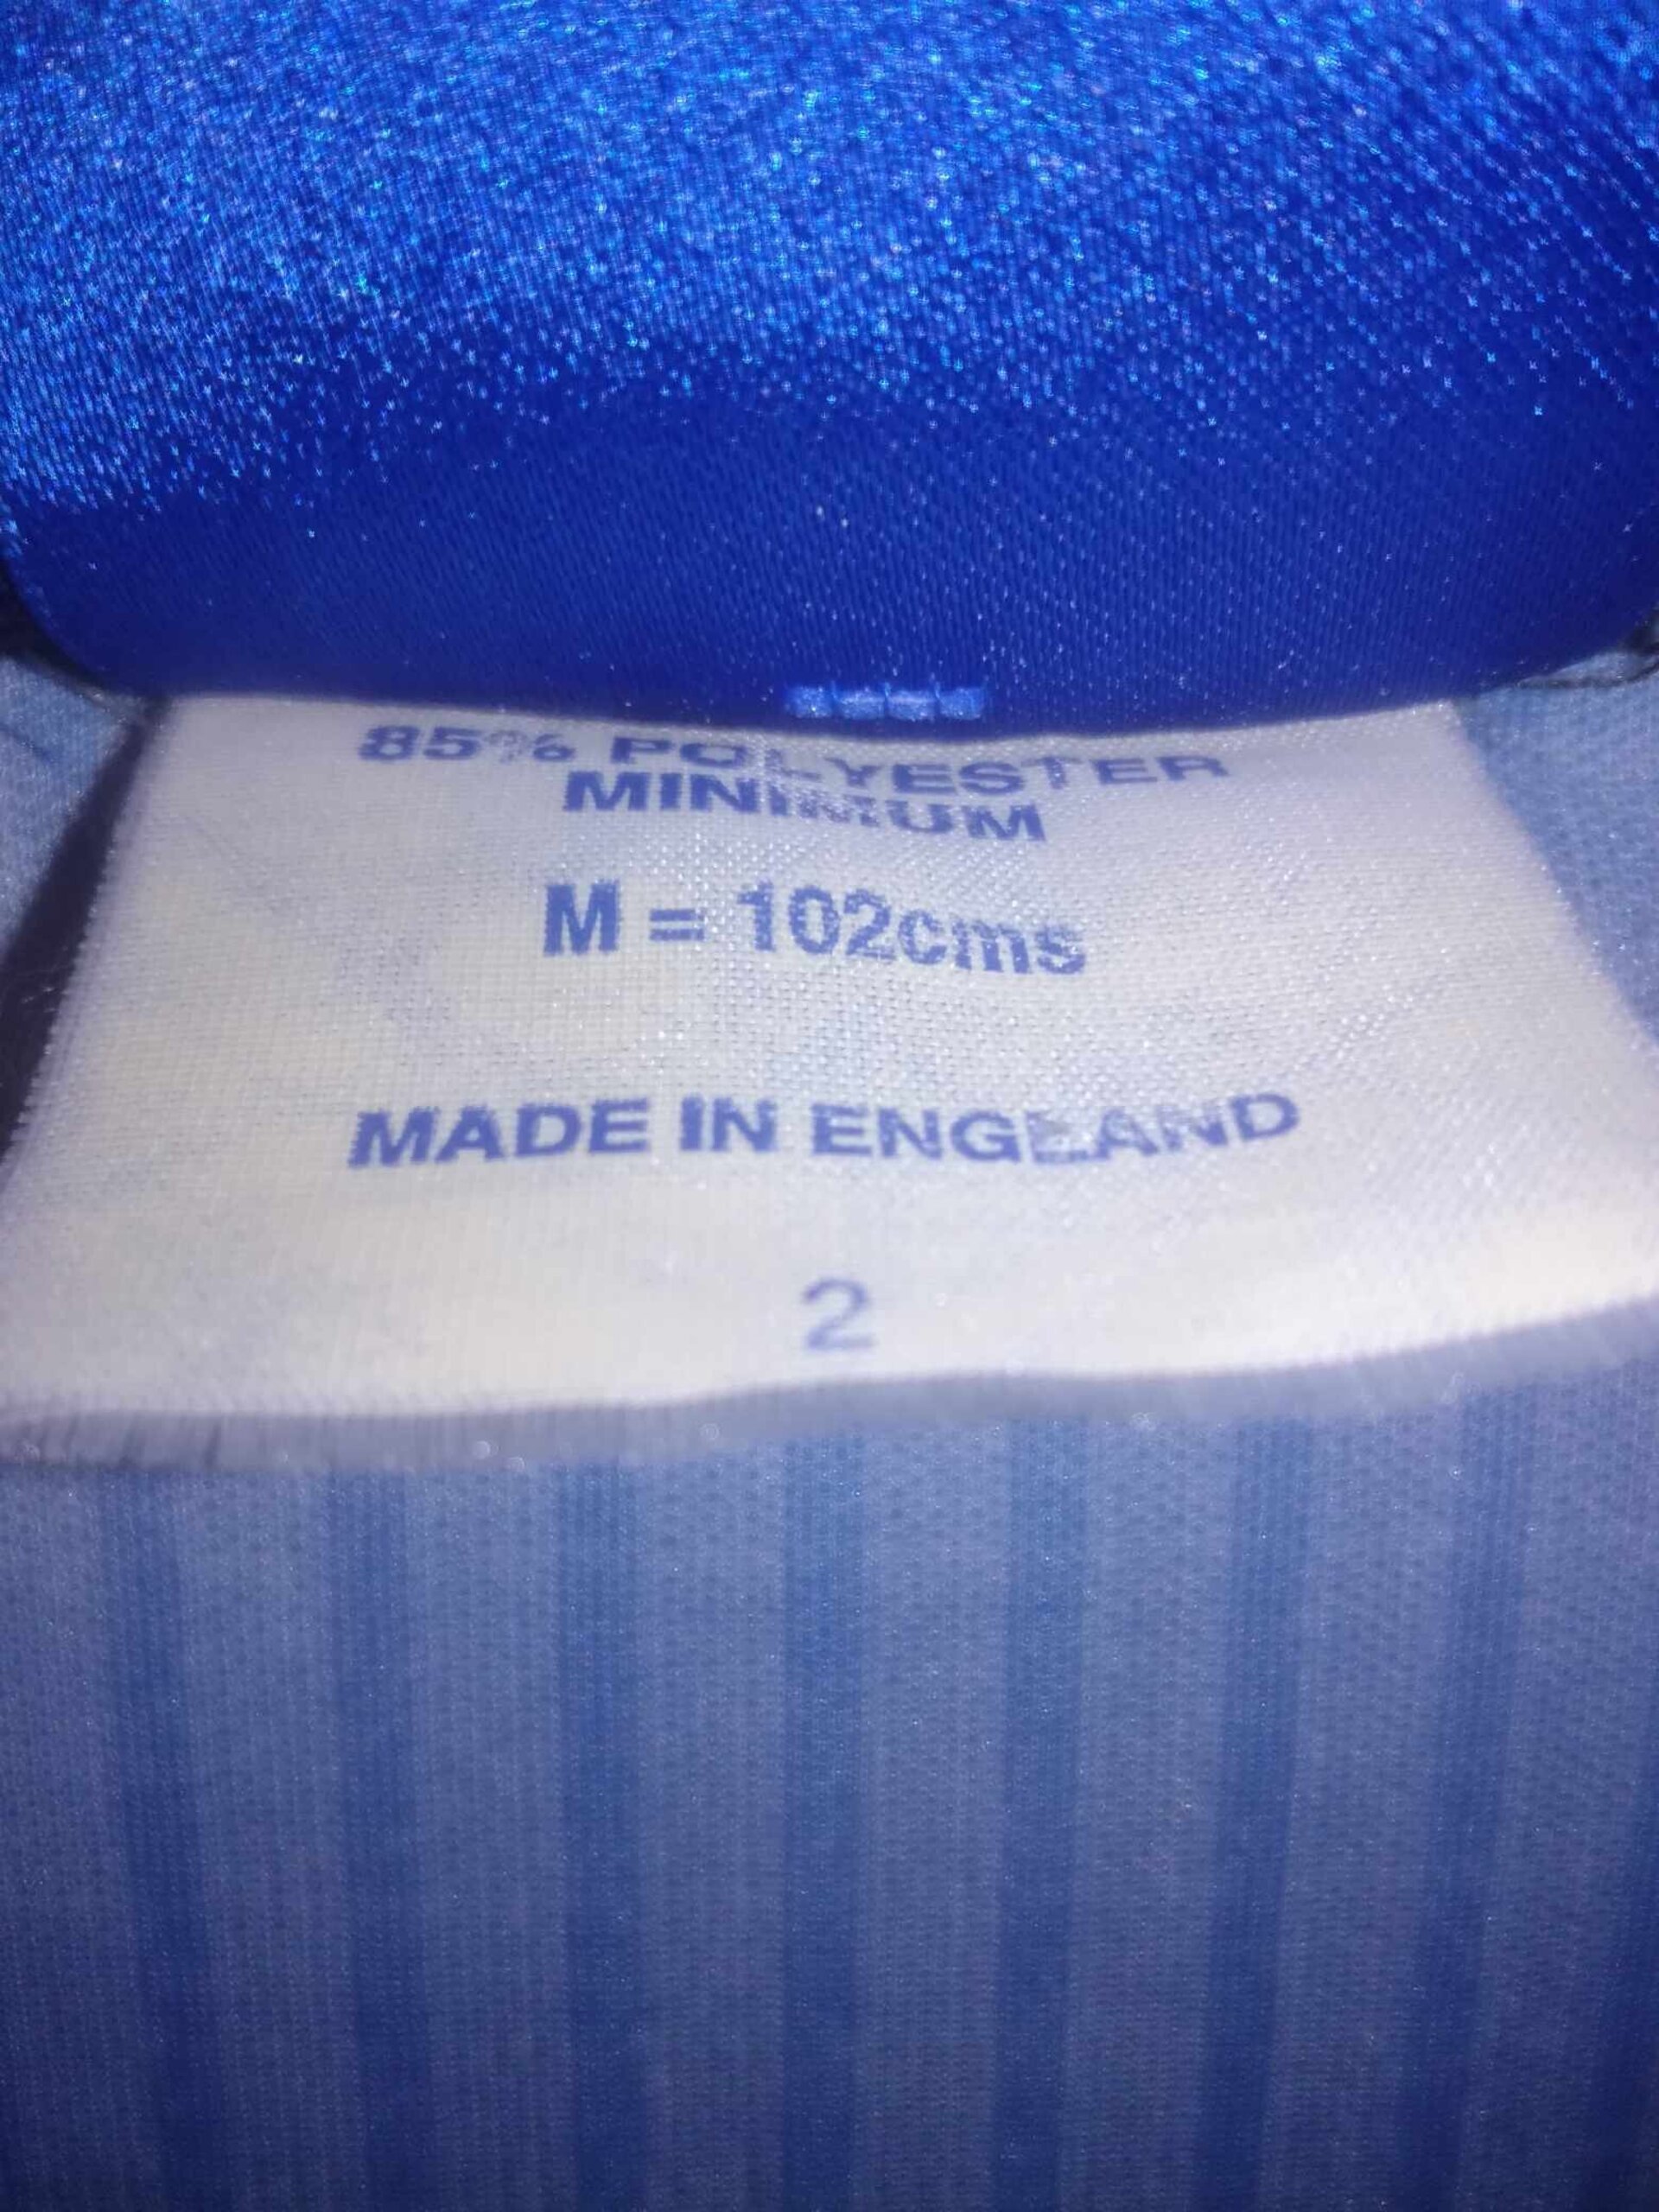 85% POLYESTER
MINIMUM
M = 102cms
MADE IN ENGLAND
2